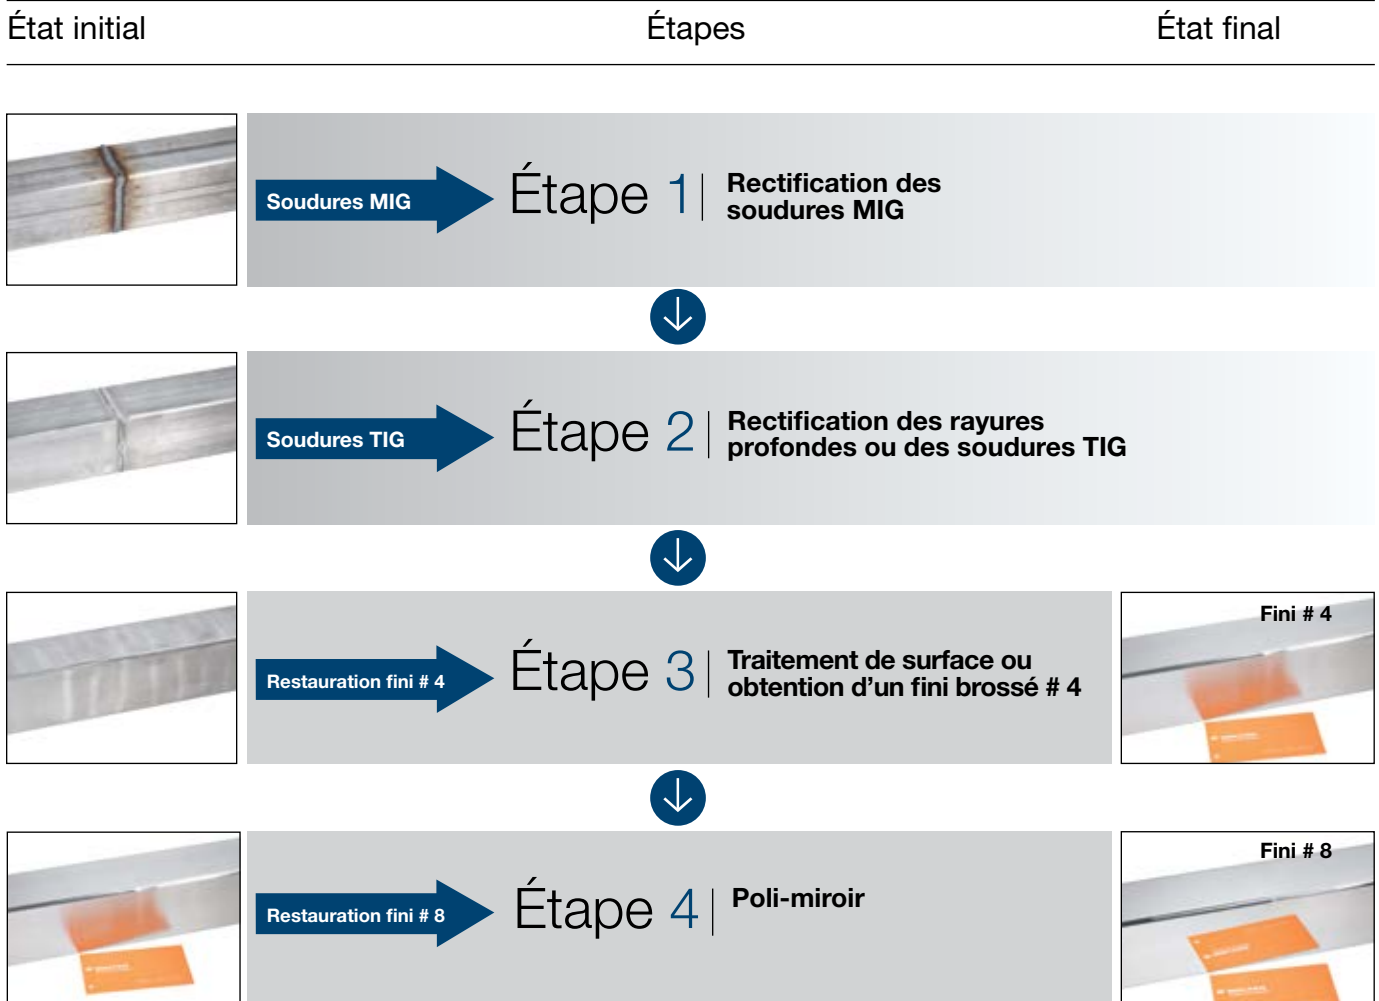 État initial
Étapes
État final
Soudures MIG
Étape 1
Rectification des
soudures MIG
Soudures TIG
Étape 2
Rectification des rayures
profondes ou des soudures TIG
Restauration fini # 4
Étape 3
Traitement de surface ou
obtention d’un fini brossé # 4
Fini # 4
Restauration fini # 8
Étape 4
Poli-miroir
Fini # 8